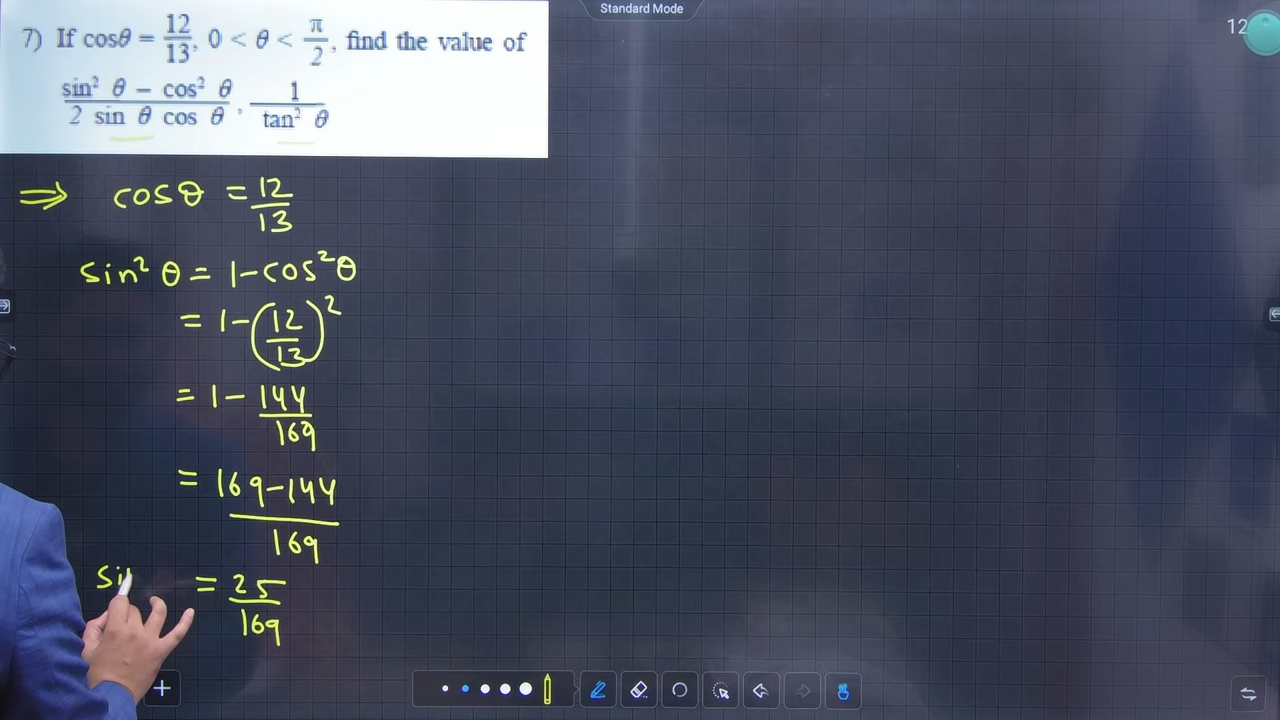 Standard Mode
12
7) If cosθ = 12/13, 0 < θ < π/2, find the value of
sin² θ − cos² θ / 2 sin θ cos θ, 1 / tan² θ
⇒ cosθ = 12/13
sin² θ = 1 − cos²θ
= 1 − (12/13)²
= 1 − 144/169
= 169 − 144 / 169
= 25/169